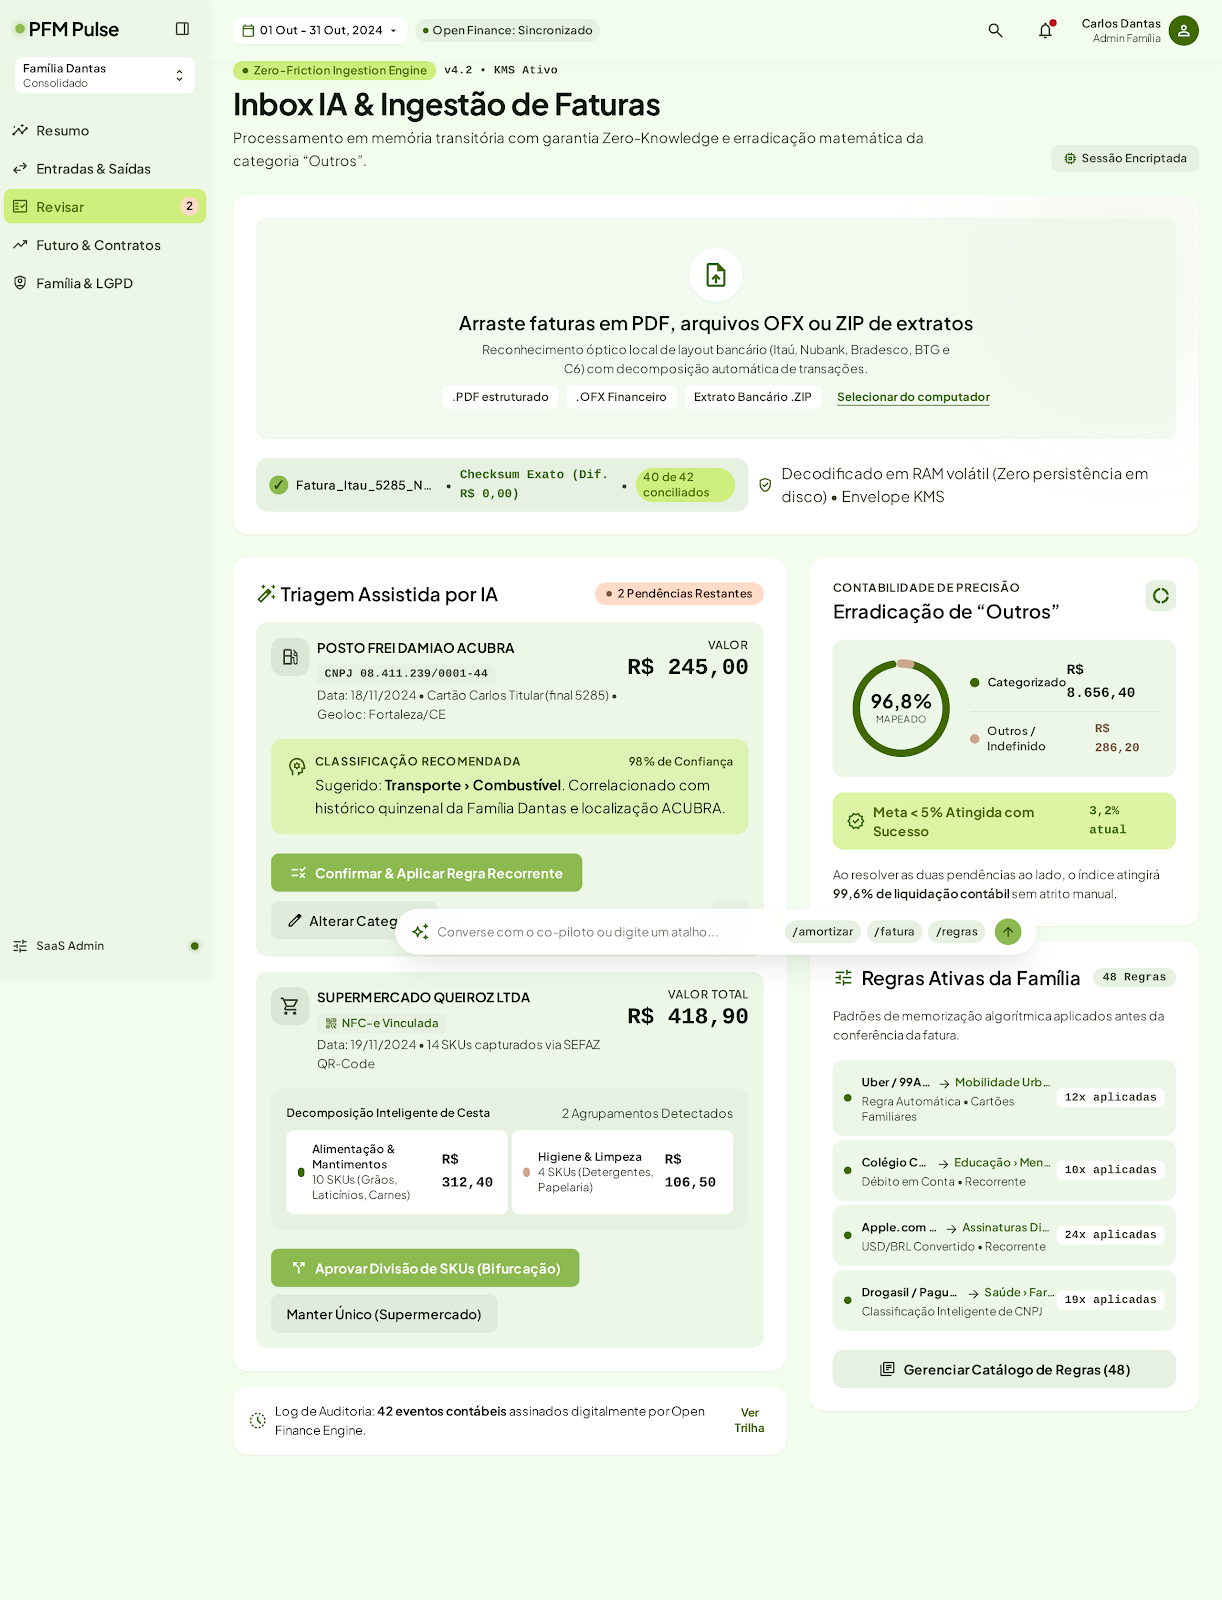 PFM Pulse
Família Dantas
Consolidado
Resumo
Entradas & Saídas
Revisar
2
Futuro & Contratos
Família & LGPD
SaaS Admin
01 Out - 31 Out, 2024
Open Finance: Sincronizado
Carlos Dantas
Admin Família
Zero-Friction Ingestion Engine
v4.2 • KMS Ativo
Inbox IA & Ingestão de Faturas
Processamento em memória transitória com garantia Zero-Knowledge e erradicação matemática da
categoria “Outros”.
Sessão Encriptada
Arraste faturas em PDF, arquivos OFX ou ZIP de extratos
Reconhecimento óptico local de layout bancário (Itaú, Nubank, Bradesco, BTG e
C6) com decomposição automática de transações.
.PDF estruturado
.OFX Financeiro
Extrato Bancário .ZIP
Selecionar do computador
Fatura_Itau_5285_N…
•
Checksum Exato (Dif.
R$ 0,00)
•
40 de 42
conciliados
Decodificado em RAM volátil (Zero persistência em
disco) • Envelope KMS
Triagem Assistida por IA
2 Pendências Restantes
POSTO FREI DAMIAO ACUBRA
CNPJ 08.411.239/0001-44
Data: 18/11/2024 • Cartão Carlos Titular (final 5285) •
Geoloc: Fortaleza/CE
VALOR
R$ 245,00
CLASSIFICAÇÃO RECOMENDADA
98% de Confiança
Sugerido: Transporte › Combustível. Correlacionado com
histórico quinzenal da Família Dantas e localização ACUBRA.
Confirmar & Aplicar Regra Recorrente
Alterar Categ
Converse com o co-piloto ou digite um atalho...
/amortizar
/fatura
/regras
SUPERMERCADO QUEIROZ LTDA
NFC-e Vinculada
Data: 19/11/2024 • 14 SKUs capturados via SEFAZ
QR-Code
VALOR TOTAL
R$ 418,90
Decomposição Inteligente de Cesta
2 Agrupamentos Detectados
Alimentação &
Mantimentos
10 SKUs (Grãos,
Laticínios, Carnes)
R$
312,40
Higiene & Limpeza
4 SKUs (Detergentes,
Papelaria)
R$
106,50
Aprovar Divisão de SKUs (Bifurcação)
Manter Único (Supermercado)
Log de Auditoria: 42 eventos contábeis assinados digitalmente por Open
Finance Engine.
Ver
Trilha
CONTABILIDADE DE PRECISÃO
Erradicação de “Outros”
96,8%
MAPEADO
Categorizado
R$
8.656,40
Outros /
Indefinido
R$
286,20
Meta < 5% Atingida com
Sucesso
3,2%
atual
Ao resolver as duas pendências ao lado, o índice atingirá
99,6% de liquidação contábil sem atrito manual.
Regras Ativas da Família
48 Regras
Padrões de memorização algorítmica aplicados antes da
conferência da fatura.
Uber / 99A… → Mobilidade Urb…
Regra Automática • Cartões
Familiares
12x aplicadas
Colégio C… → Educação › Men…
Débito em Conta • Recorrente
10x aplicadas
Apple.com … → Assinaturas Di…
USD/BRL Convertido • Recorrente
24x aplicadas
Drogasil / Pagu… → Saúde › Far…
Classificação Inteligente de CNPJ
19x aplicadas
Gerenciar Catálogo de Regras (48)